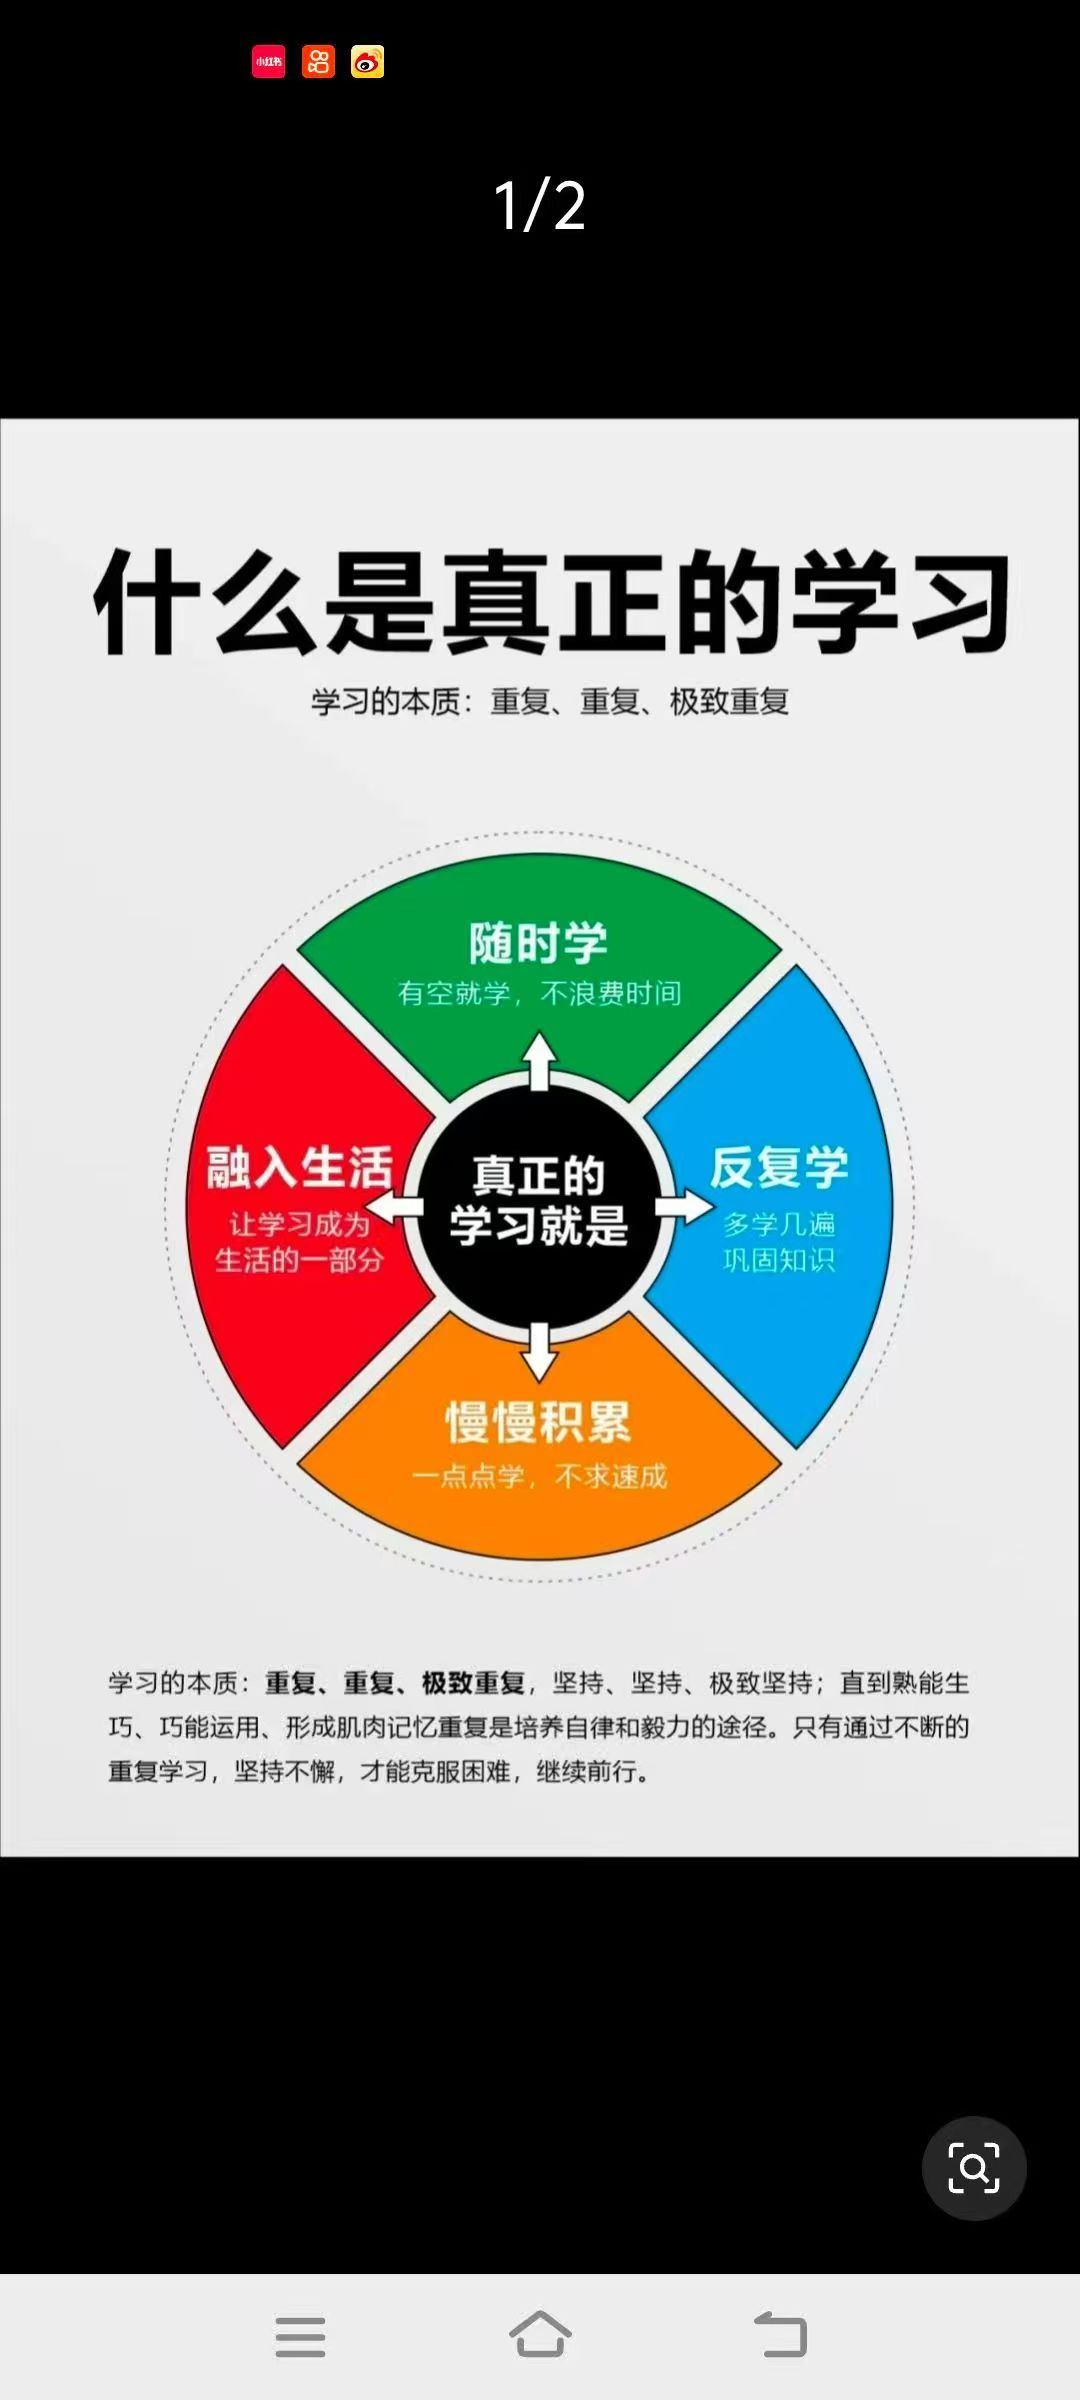 小红书
1/2
什么是真正的学习
学习的本质：重复、重复、极致重复
随时学
有空就学，不浪费时间
融入生活
让学习成为
生活的一部分
真正的
学习就是
反复学
多学几遍
巩固知识
慢慢积累
一点点学，不求速成
学习的本质：重复、重复、极致重复，坚持、坚持、极致坚持；直到熟能生
巧、巧能运用、形成肌肉记忆重复是培养自律和毅力的途径。只有通过不断的
重复学习，坚持不懈，才能克服困难，继续前行。